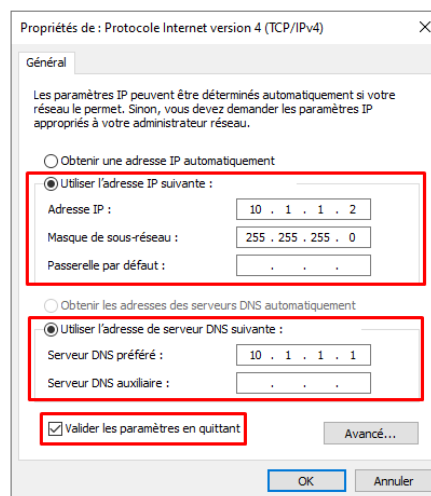 Propriétés de : Protocole Internet version 4 (TCP/IPv4)
Général
Les paramètres IP peuvent être déterminés automatiquement si votre
réseau le permet. Sinon, vous devez demander les paramètres IP
appropriés à votre administrateur réseau.
Obtenir une adresse IP automatiquement
Utiliser l'adresse IP suivante :
Adresse IP : 10 . 1 . 1 . 2
Masque de sous-réseau : 255 . 255 . 255 . 0
Passerelle par défaut : . . .
Obtenir les adresses des serveurs DNS automatiquement
Utiliser l'adresse de serveur DNS suivante :
Serveur DNS préféré : 10 . 1 . 1 . 1
Serveur DNS auxiliaire : . . .
Valider les paramètres en quittant
Avancé...
OK Annuler